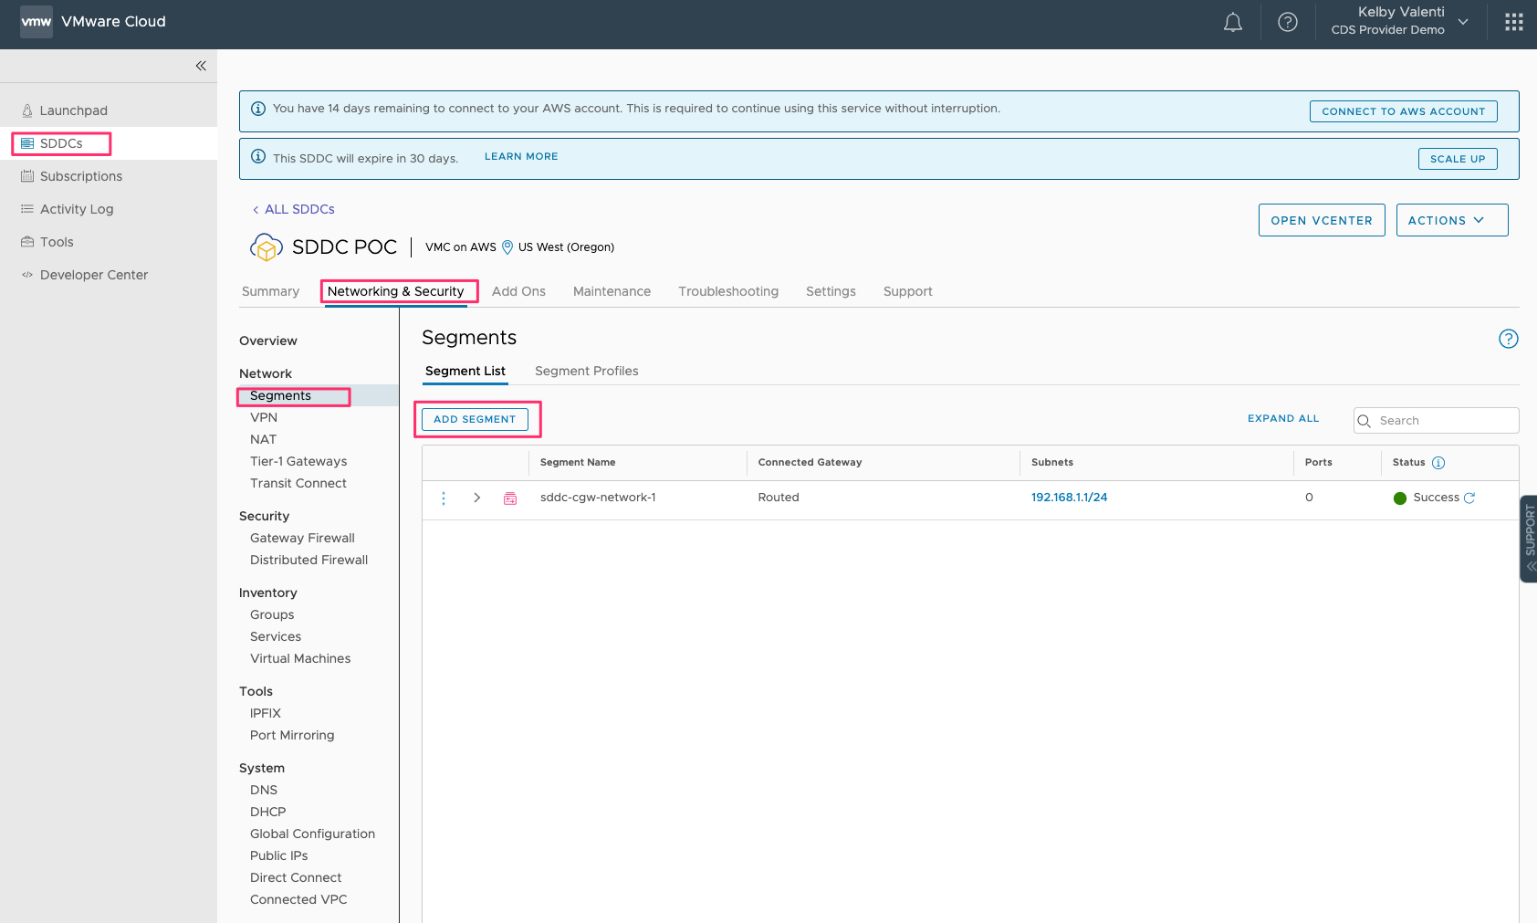 vmw VMware Cloud
Kelby Valenti
CDS Provider Demo
Launchpad
SDDCs
Subscriptions
Activity Log
Tools
Developer Center
You have 14 days remaining to connect to your AWS account. This is required to continue using this service without interruption.
CONNECT TO AWS ACCOUNT
This SDDC will expire in 30 days. LEARN MORE
SCALE UP
< ALL SDDCs
SDDC POC | VMC on AWS US West (Oregon)
OPEN VCENTER
ACTIONS
Summary Networking & Security Add Ons Maintenance Troubleshooting Settings Support
Overview
Network
Segments
VPN
NAT
Tier-1 Gateways
Transit Connect
Security
Gateway Firewall
Distributed Firewall
Inventory
Groups
Services
Virtual Machines
Tools
IPFIX
Port Mirroring
System
DNS
DHCP
Global Configuration
Public IPs
Direct Connect
Connected VPC
Segments
Segment List Segment Profiles
ADD SEGMENT
EXPAND ALL
Search
Segment Name Connected Gateway Subnets Ports Status
sddc-cgw-network-1 Routed 192.168.1.1/24 0 Success
SUPPORT